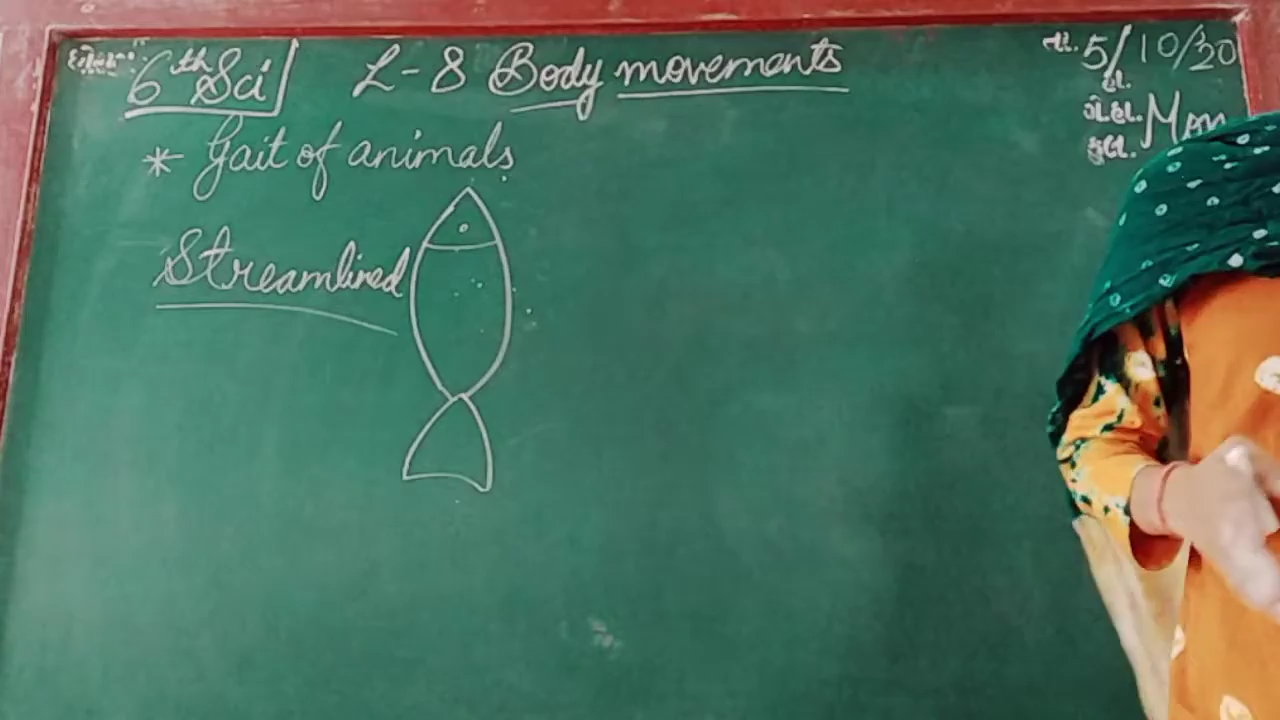 6th Sci L-8 Body movements
તા. 5/10/20
* Gait of animals
Streamlined